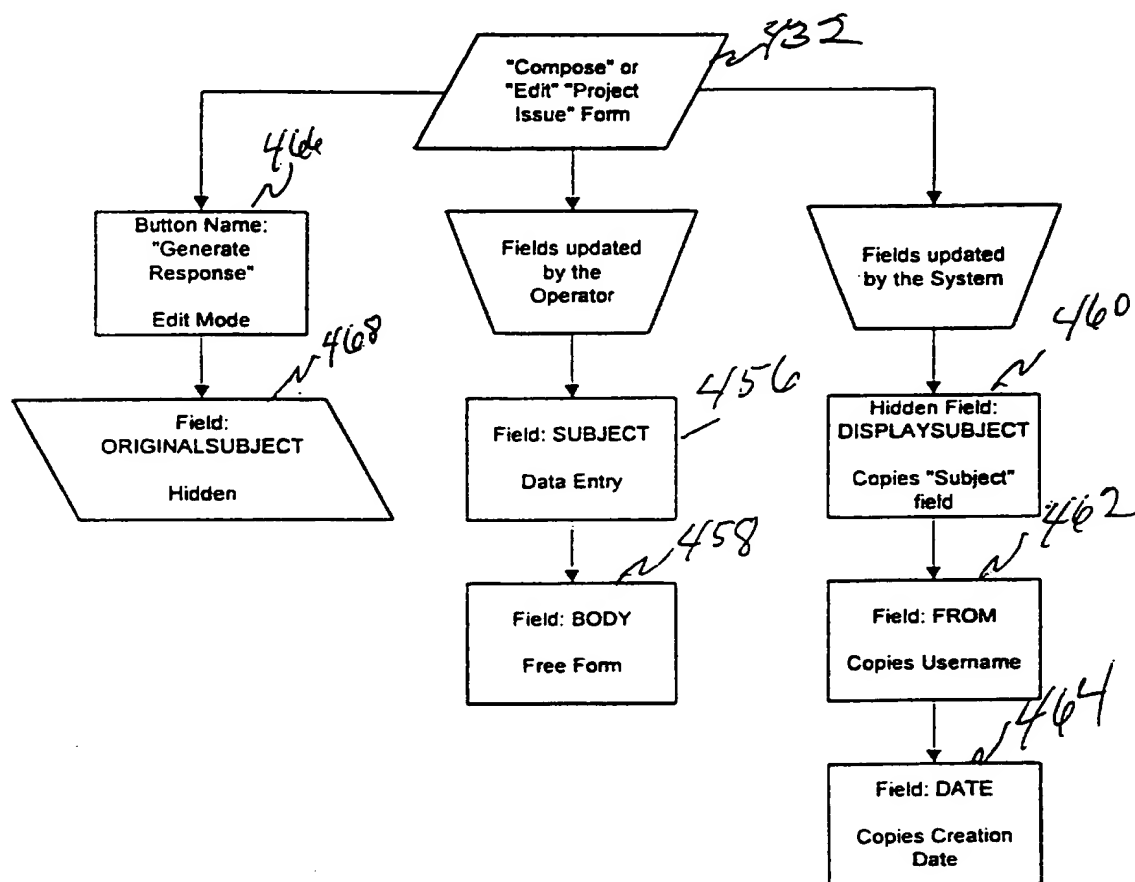 432
"Compose" or
"Edit" "Project
Issue" Form
466
Button Name:
"Generate
Response"
Edit Mode
468
Field:
ORIGINALSUBJECT
Hidden
Fields updated
by the
Operator
456
Field: SUBJECT
Data Entry
458
Field: BODY
Free Form
Fields updated
by the System
460
Hidden Field:
DISPLAYSUBJECT
Copies "Subject"
field
462
Field: FROM
Copies Username
464
Field: DATE
Copies Creation
Date